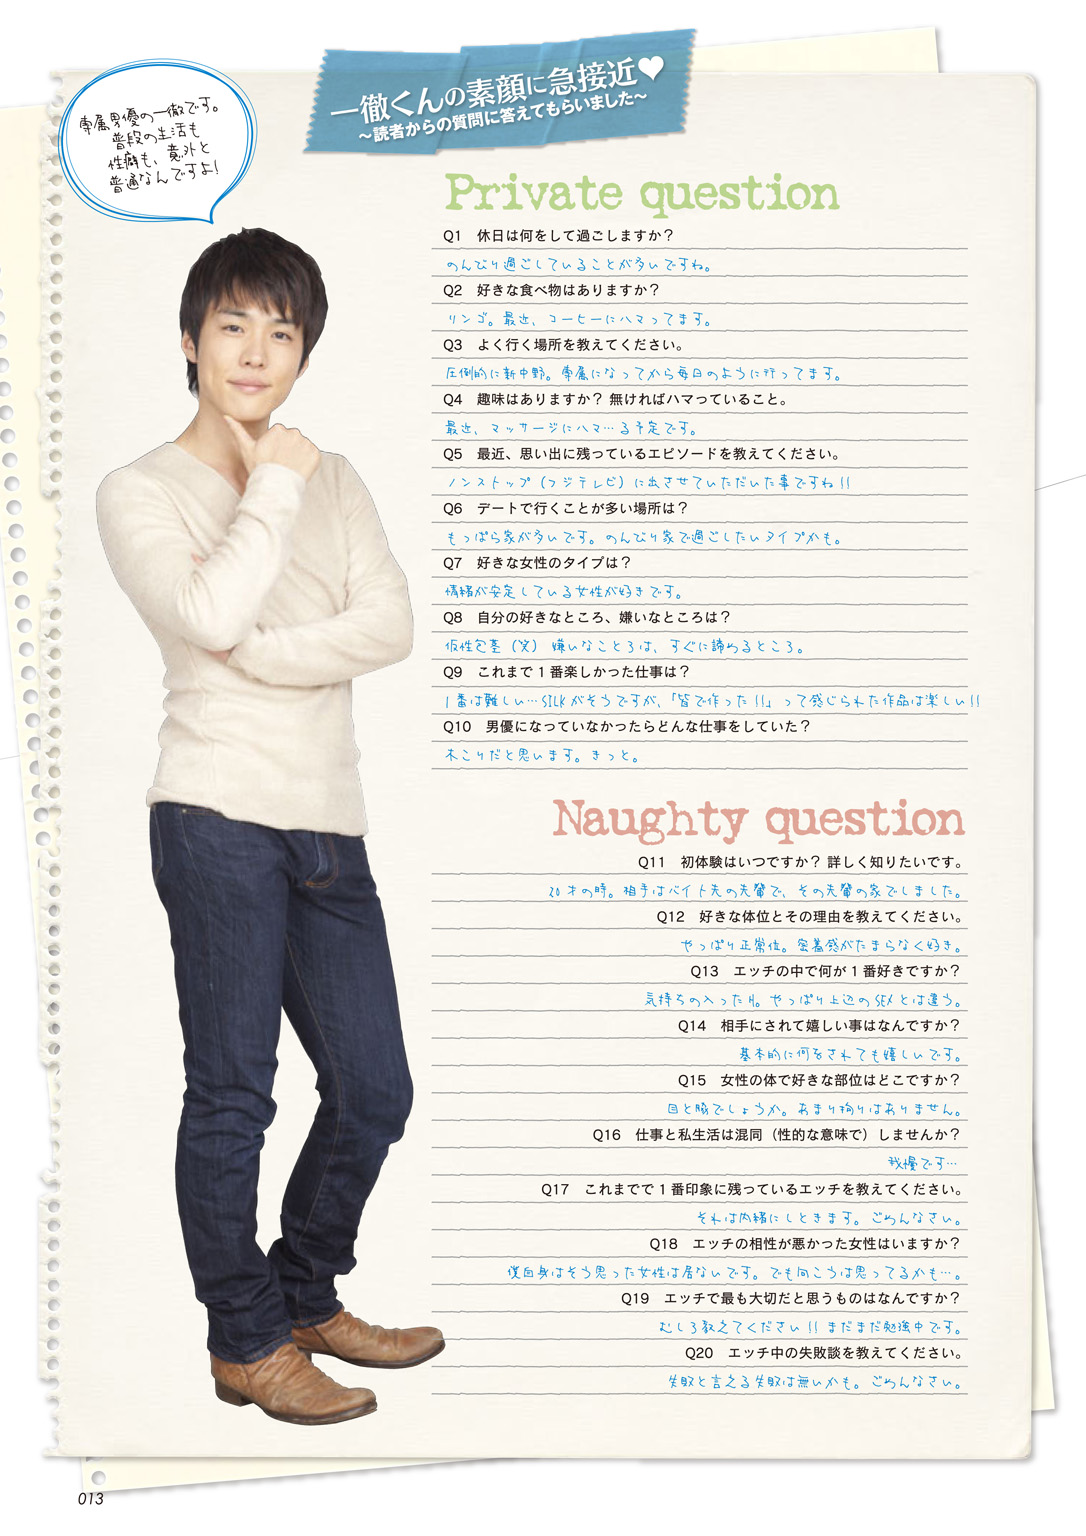 一徹くんの素顔に急接近♥
～読者からの質問に答えてもらいました～
専属男優の一徹です。
普段の生活も
性癖も、意外と
普通なんですよ!
Private question
Q1 休日は何をして過ごしますか？
のんびり過ごしていることが多いですね。
Q2 好きな食べ物はありますか？
リンゴ。最近、コーヒーにハマってます。
Q3 よく行く場所を教えてください。
圧倒的に新中野。専属になってから毎日のように行ってます。
Q4 趣味はありますか？ 無ければハマっていること。
最近、マッサージにハマ…る予定です。
Q5 最近、思い出に残っているエピソードを教えてください。
ノンストップ（フジテレビ）に出させていただいた事ですね!!
Q6 デートで行くことが多い場所は？
もっぱら家が多いです。のんびり家で過ごしたいタイプかも。
Q7 好きな女性のタイプは？
情緒が安定している女性が好きです。
Q8 自分の好きなところ、嫌いなところは？
仮性包茎（笑） 嫌いなことろは、すぐに諦めるところ。
Q9 これまで1番楽しかった仕事は？
1番は難しい…SILKがそうですが、「皆で作った!!」って感じられた作品は楽しい!!
Q10 男優になっていなかったらどんな仕事をしていた？
木こりだと思います。きっと。
Naughty question
Q11 初体験はいつですか？ 詳しく知りたいです。
20才の時。相手はバイト先の先輩で、その先輩の家でしました。
Q12 好きな体位とその理由を教えてください。
やっぱり正常位。密着感がたまらなく好き。
Q13 エッチの中で何が1番好きですか？
気持ちの入ったH。やっぱり上辺のSEXとは違う。
Q14 相手にされて嬉しい事はなんですか？
基本的に何をされても嬉しいです。
Q15 女性の体で好きな部位はどこですか？
目と腕でしょうか。あまり拘りはありません。
Q16 仕事と私生活は混同（性的な意味で）しませんか？
我慢です…
Q17 これまでで1番印象に残っているエッチを教えてください。
それは内緒にしときます。ごめんなさい。
Q18 エッチの相性が悪かった女性はいますか？
僕自身はそう思った女性は居ないです。でも向こうは思ってるかも…。
Q19 エッチで最も大切だと思うものはなんですか？
むしろ教えてください!! まだまだ勉強中です。
Q20 エッチ中の失敗談を教えてください。
失敗と言える失敗は無いかも。ごめんなさい。
013